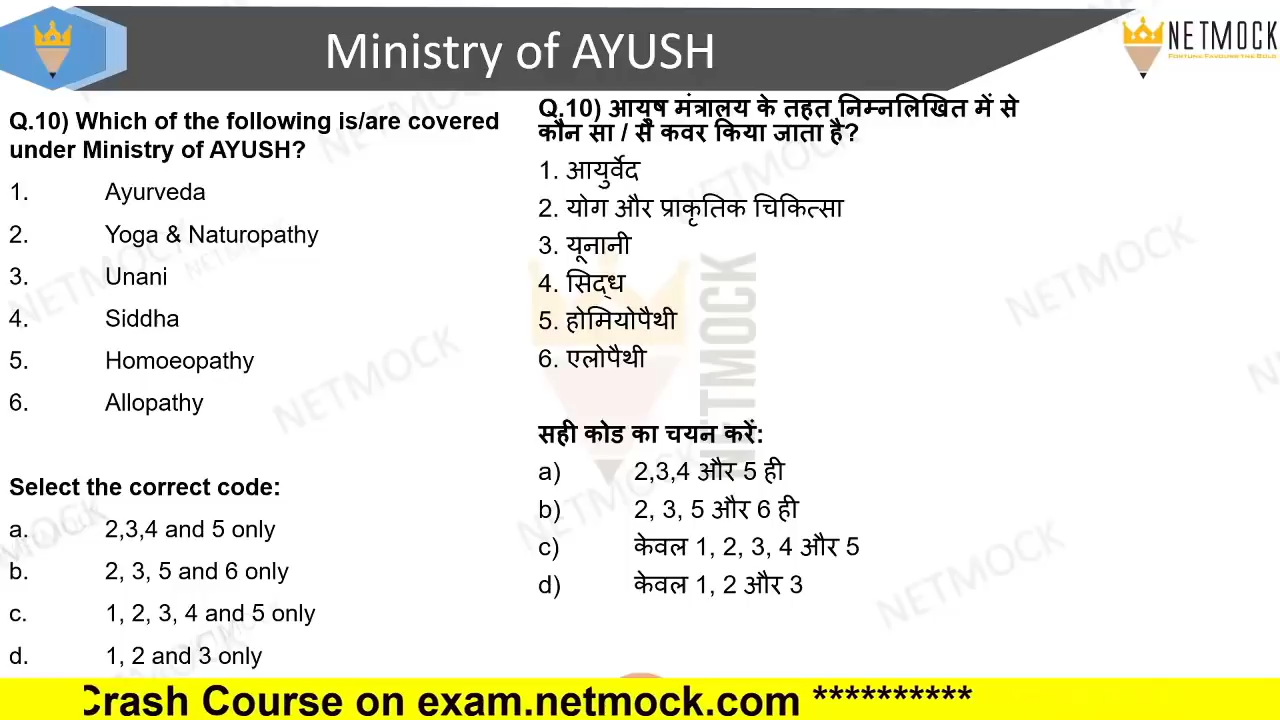 Ministry of AYUSH
NETMOCK
FORTUNE FAVOURS THE BOLD
Q.10) Which of the following is/are covered
under Ministry of AYUSH?
1. Ayurveda
2. Yoga & Naturopathy
3. Unani
4. Siddha
5. Homoeopathy
6. Allopathy
Select the correct code:
a. 2,3,4 and 5 only
b. 2, 3, 5 and 6 only
c. 1, 2, 3, 4 and 5 only
d. 1, 2 and 3 only
Q.10) आयुष मंत्रालय के तहत निम्नलिखित में से
कौन सा / से कवर किया जाता है?
1. आयुर्वेद
2. योग और प्राकृतिक चिकित्सा
3. यूनानी
4. सिद्ध
5. होमियोपैथी
6. एलोपैथी
सही कोड का चयन करें:
a) 2,3,4 और 5 ही
b) 2, 3, 5 और 6 ही
c) केवल 1, 2, 3, 4 और 5
d) केवल 1, 2 और 3
NETMOCK
Crash Course on exam.netmock.com **********